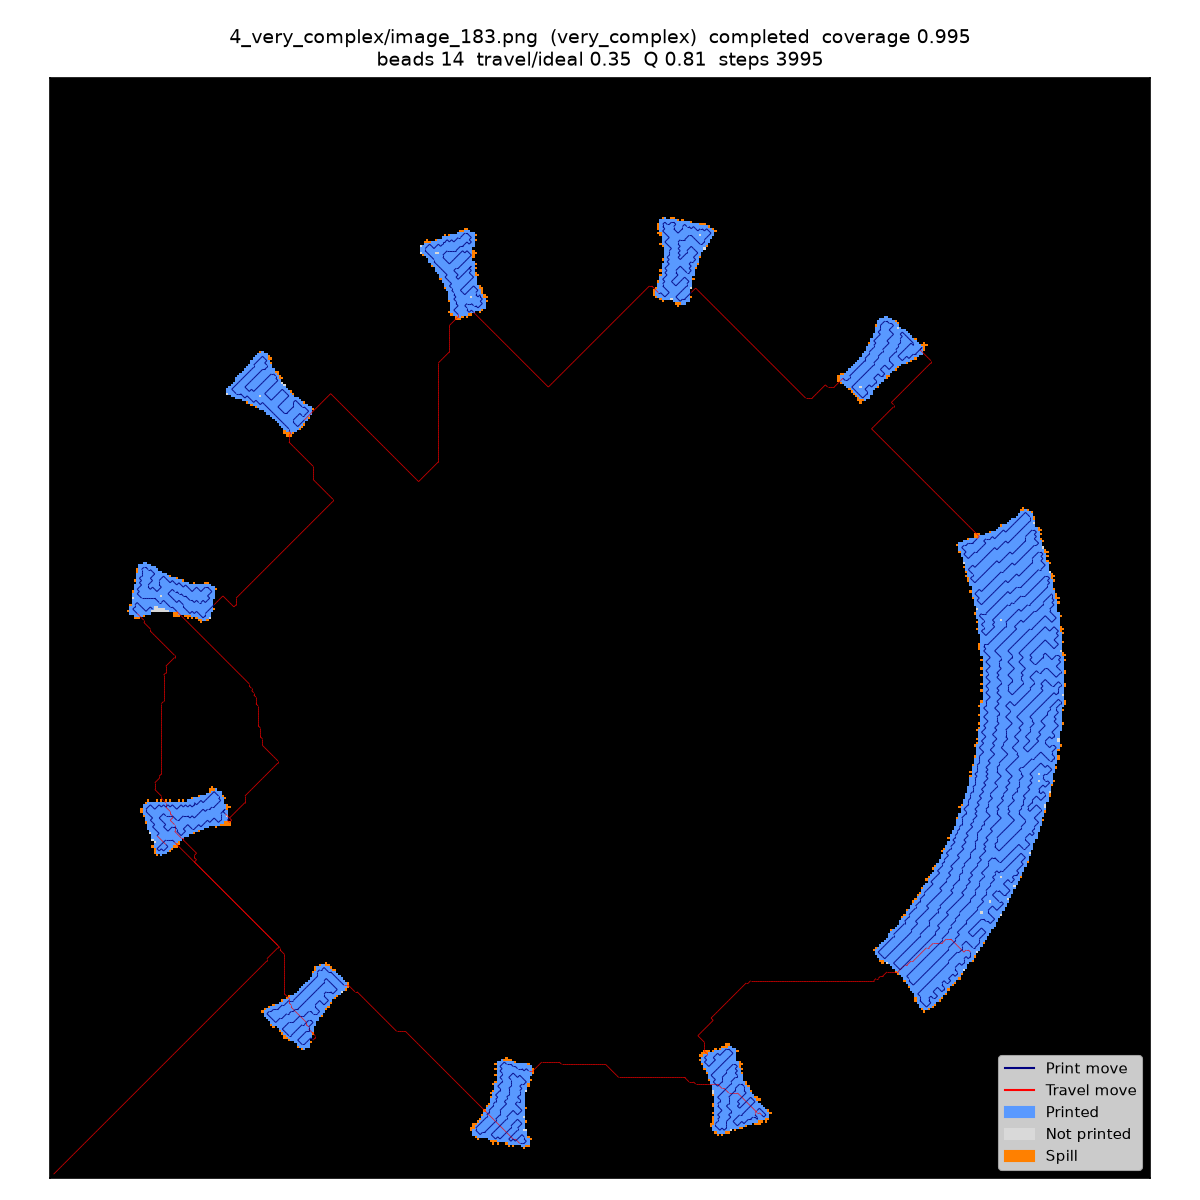 4_very_complex/image_183.png  (very_complex)  completed  coverage 0.995
beads 14  travel/ideal 0.35  Q 0.81  steps 3995
Print move
Travel move
Printed
Not printed
Spill